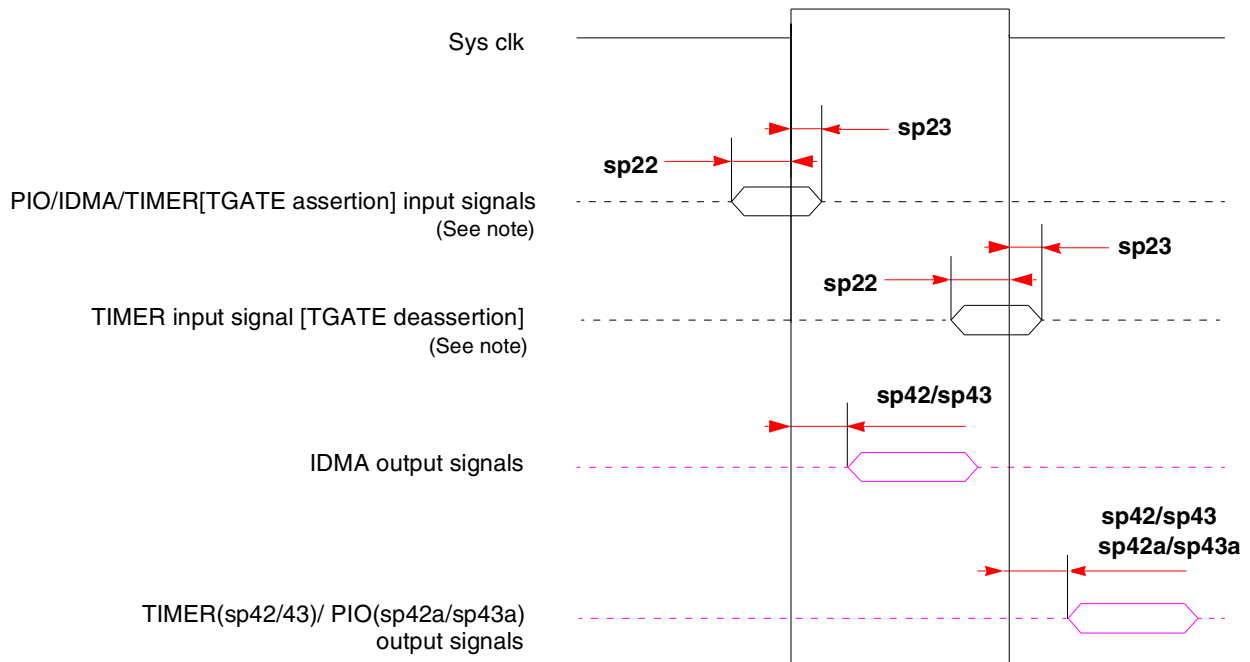 Sys clk
sp23
sp22
PIO/IDMA/TIMER[TGATE assertion] input signals
(See note)
sp23
sp22
TIMER input signal [TGATE deassertion]
(See note)
sp42/sp43
IDMA output signals
sp42/sp43
sp42a/sp43a
TIMER(sp42/43)/ PIO(sp42a/sp43a)
output signals